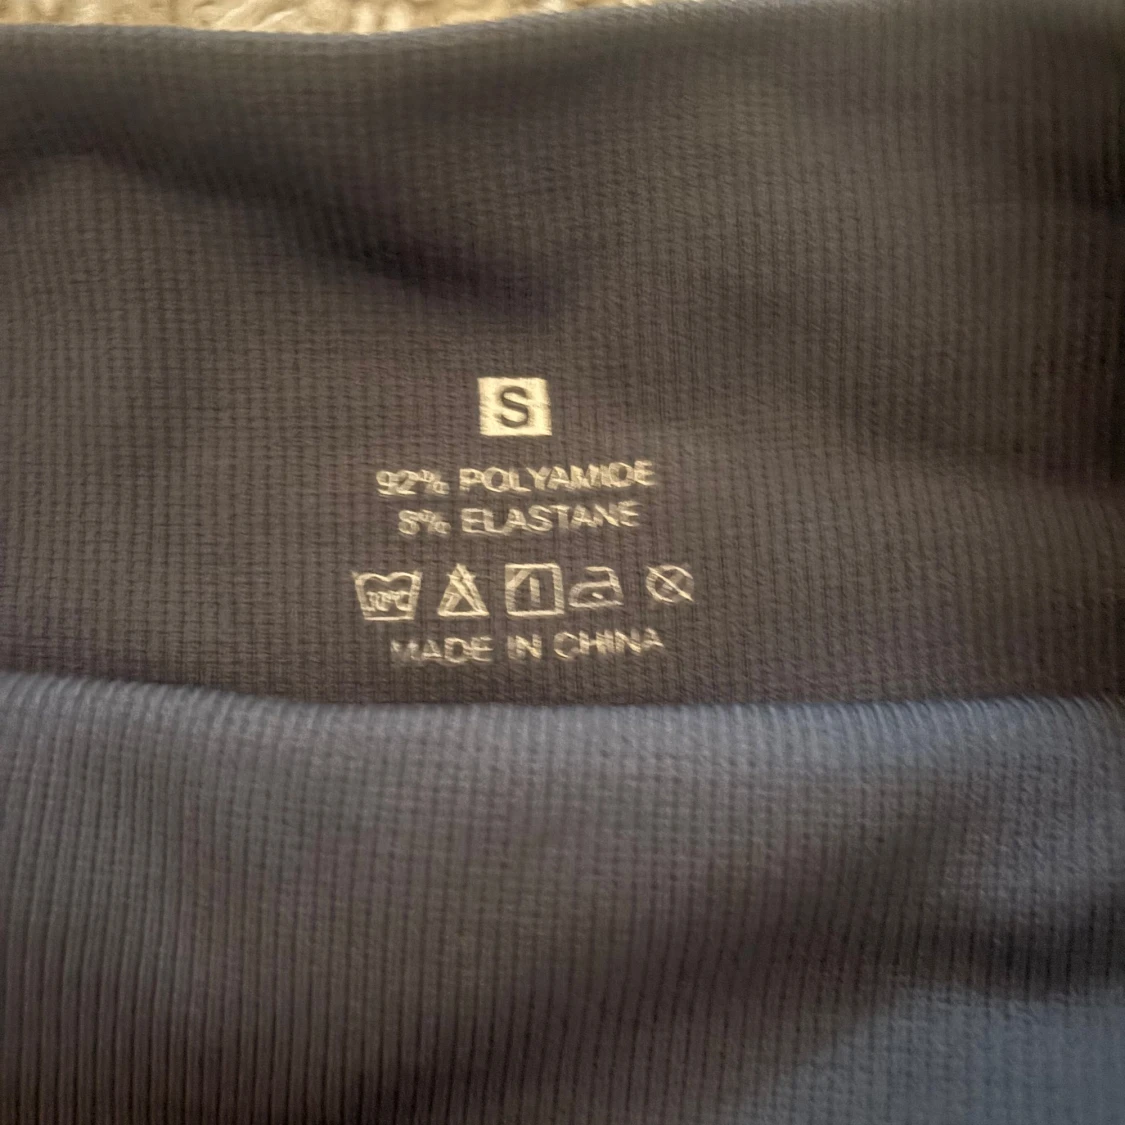 S
92% POLYAMIDE
8% ELASTANE
MADE IN CHINA